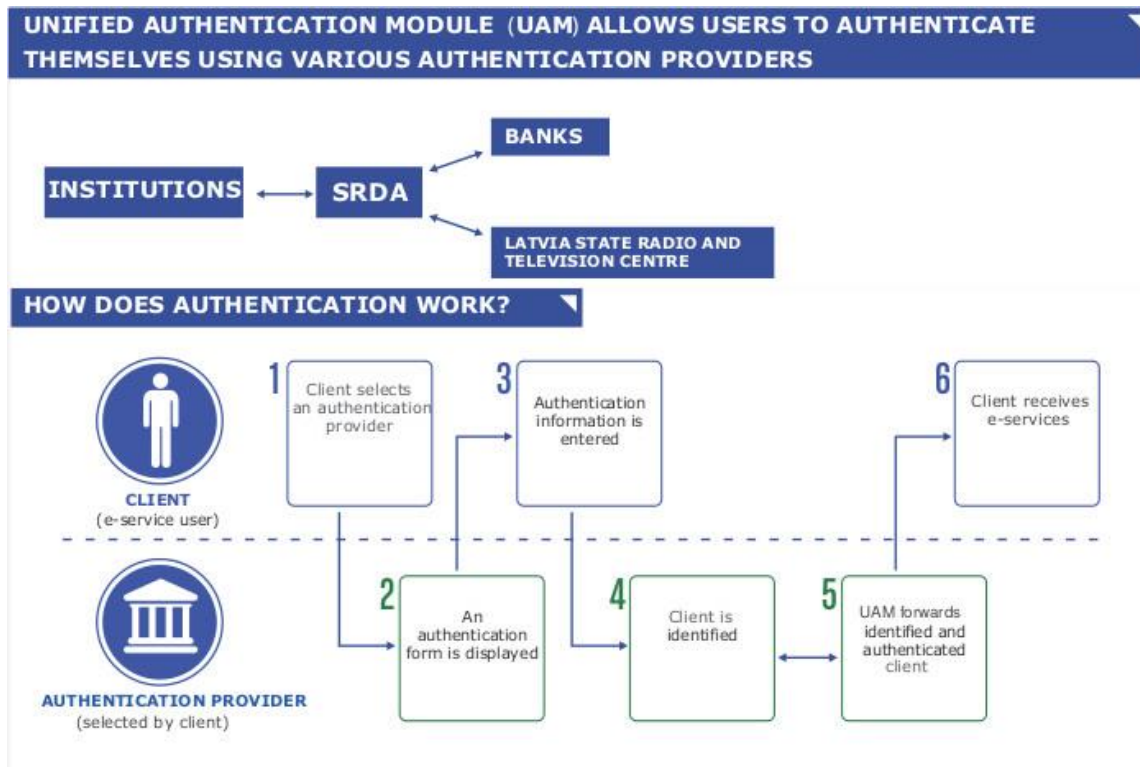 UNIFIED AUTHENTICATION MODULE (UAM) ALLOWS USERS TO AUTHENTICATE
THEMSELVES USING VARIOUS AUTHENTICATION PROVIDERS
BANKS
INSTITUTIONS
SRDA
LATVIA STATE RADIO AND
TELEVISION CENTRE
HOW DOES AUTHENTICATION WORK?
CLIENT
(e-service user)
1
Client selects
an authentication
provider
3
Authentication
information is
entered
6
Client receives
e-services
AUTHENTICATION PROVIDER
(selected by client)
2
An
authentication
form is displayed
4
Client is
identified
5
UAM forwards
identified and
authenticated
client